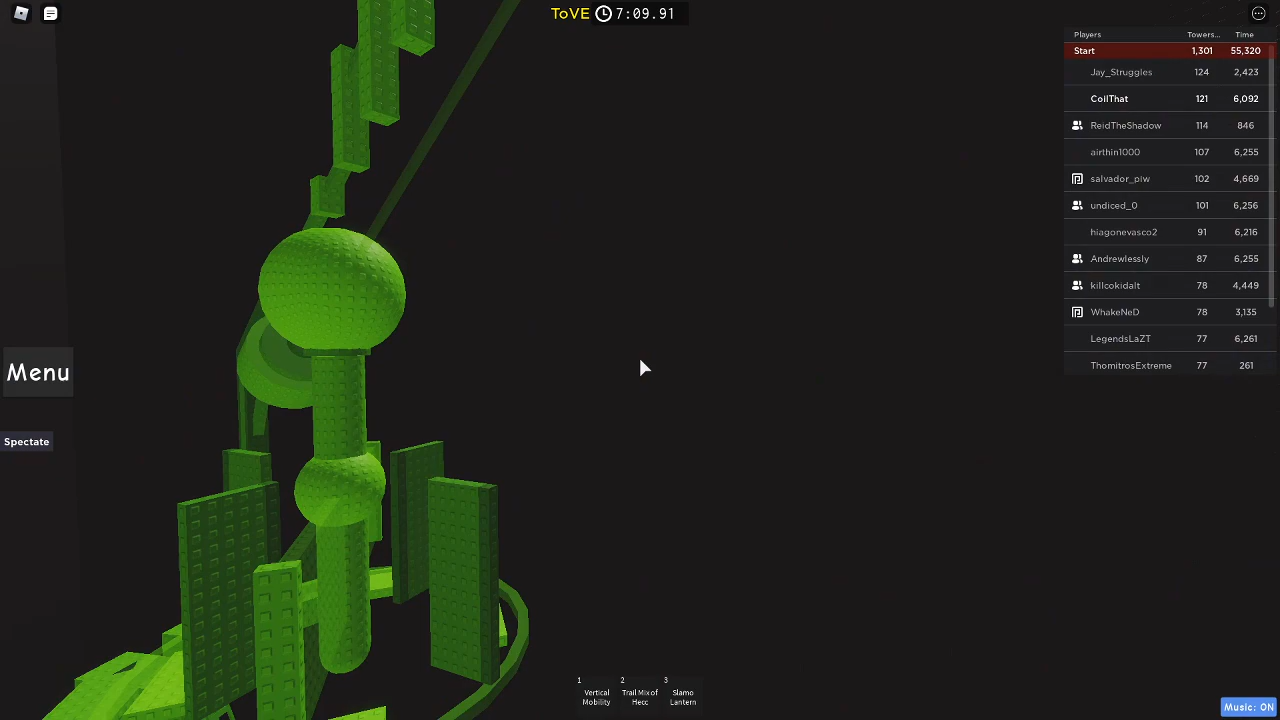 ToVE 7:09.91
Players Towers... Time
Start 1,301 55,320
Jay_Struggles 124 2,423
CoilThat 121 6,092
ReidTheShadow 114 846
airthin1000 107 6,255
salvador_piw 102 4,669
undiced_0 101 6,256
hiagonevasco2 91 6,216
Andrewlessly 87 6,255
killcokidalt 78 4,449
WhakeNeD 78 3,135
LegendsLaZT 77 6,261
ThomitrosExtreme 77 261
Menu
Spectate
1 2 3
Vertical Trail Mix of Slamo
Mobility Hecc Lantern
Music: ON